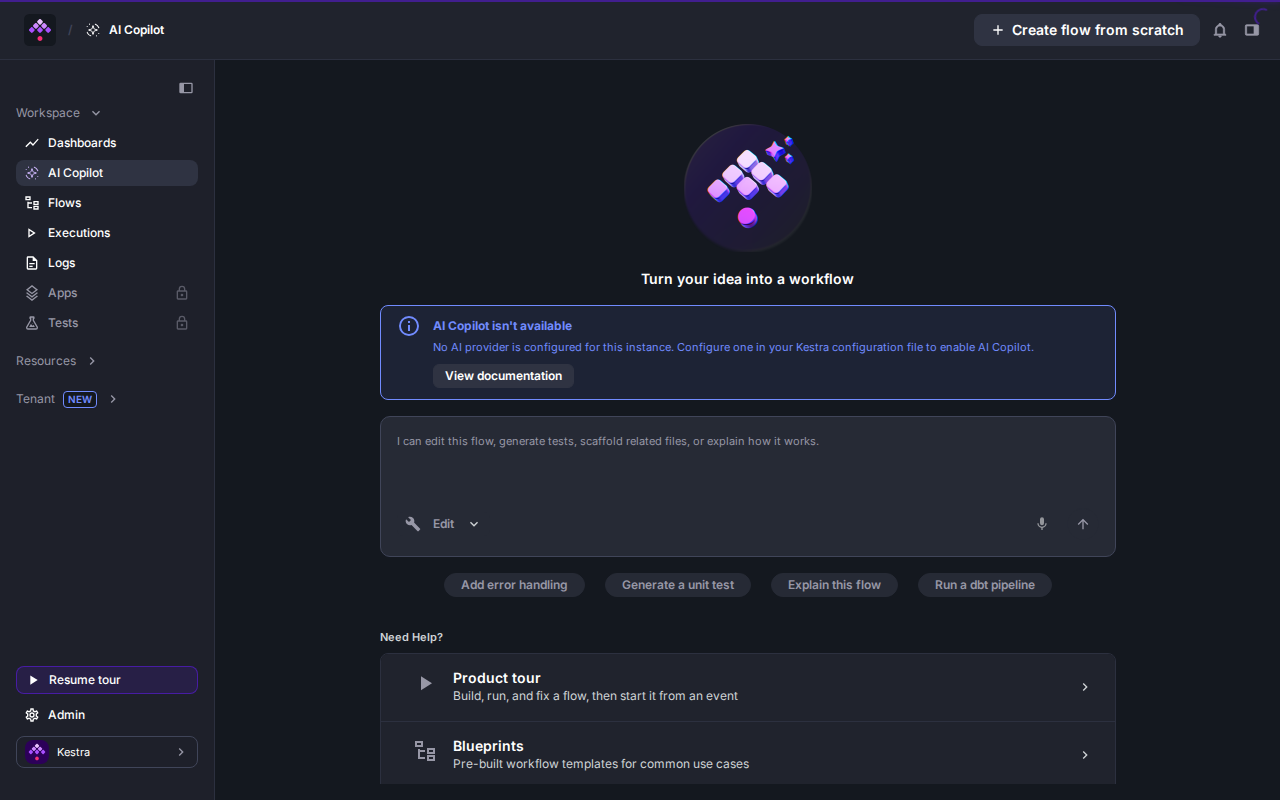 / AI Copilot
Create flow from scratch
Workspace
Dashboards
AI Copilot
Flows
Executions
Logs
Apps
Tests
Resources
Tenant NEW
Resume tour
Admin
Kestra
Turn your idea into a workflow
AI Copilot isn't available
No AI provider is configured for this instance. Configure one in your Kestra configuration file to enable AI Copilot.
View documentation
I can edit this flow, generate tests, scaffold related files, or explain how it works.
Edit
Add error handling Generate a unit test Explain this flow Run a dbt pipeline
Need Help?
Product tour
Build, run, and fix a flow, then start it from an event
Blueprints
Pre-built workflow templates for common use cases